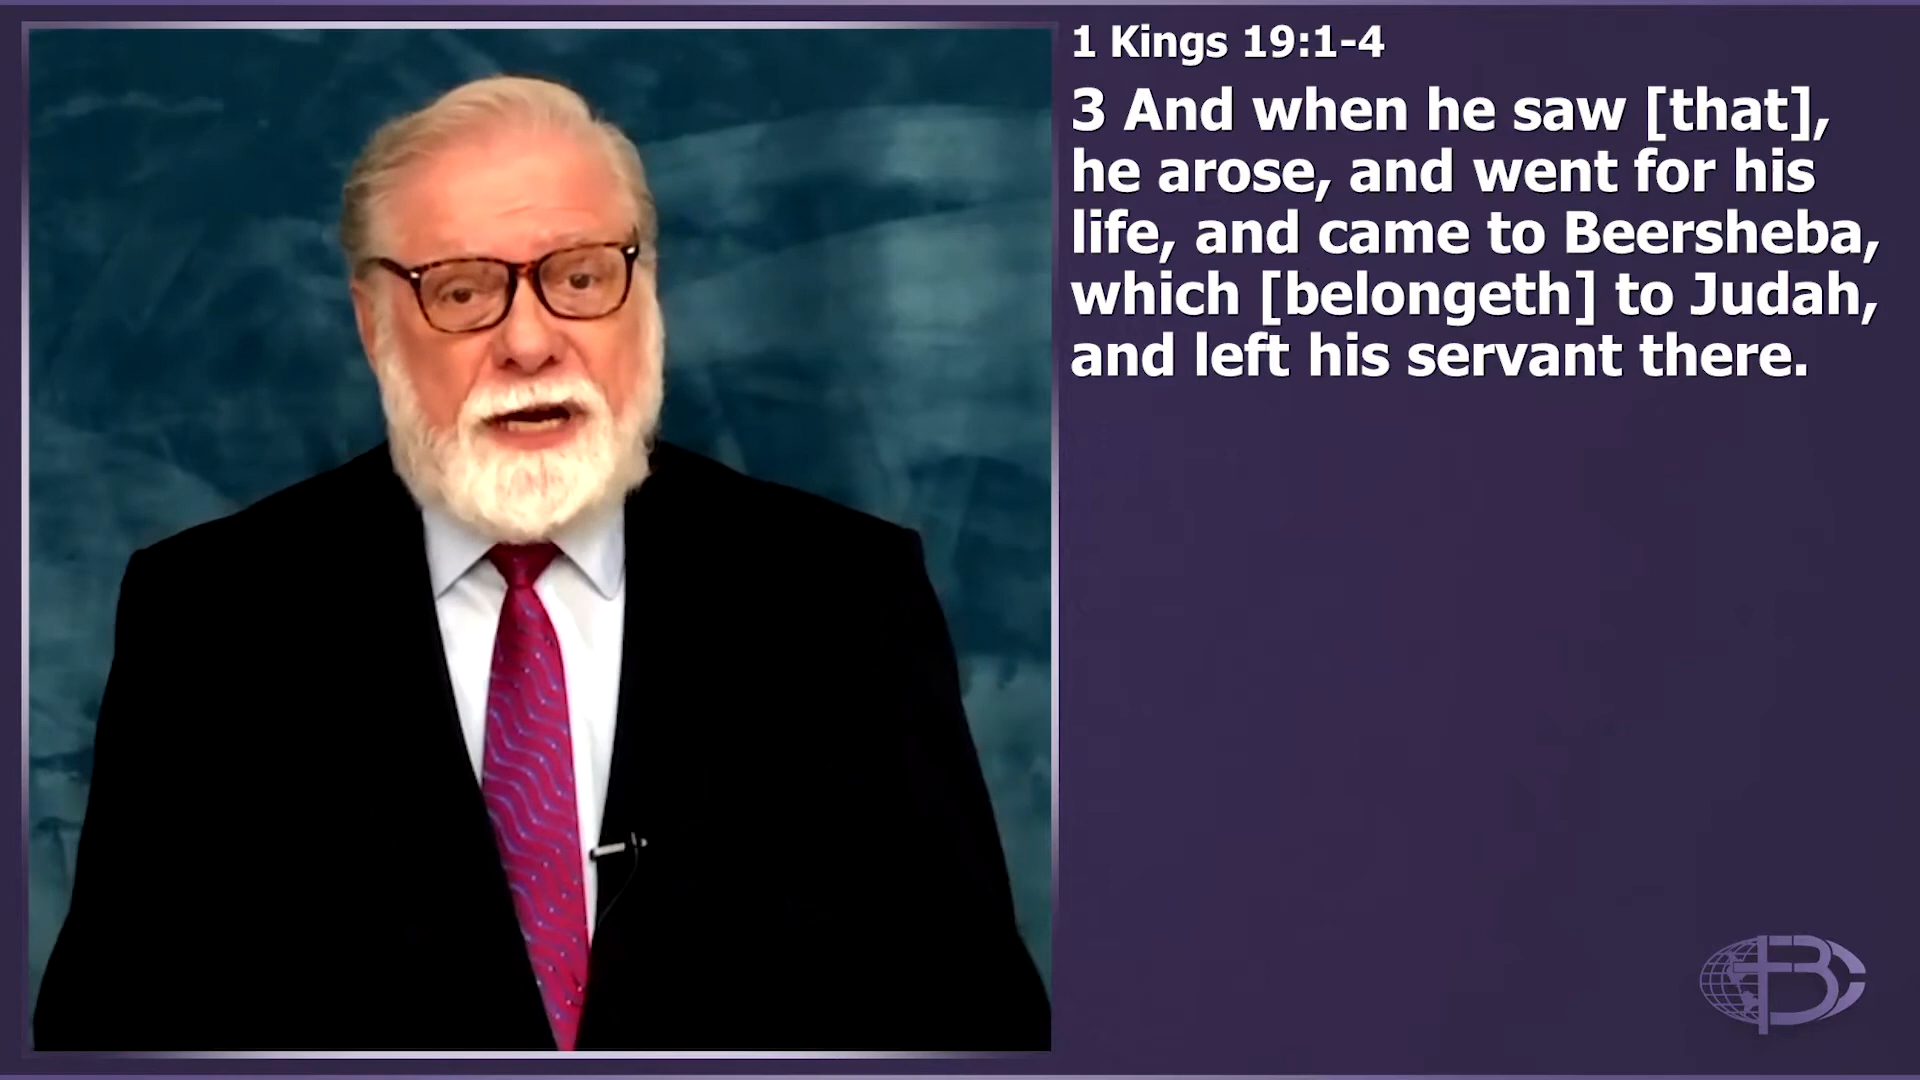 1 Kings 19:1-4
3 And when he saw [that],
he arose, and went for his
life, and came to Beersheba,
which [belongeth] to Judah,
and left his servant there.